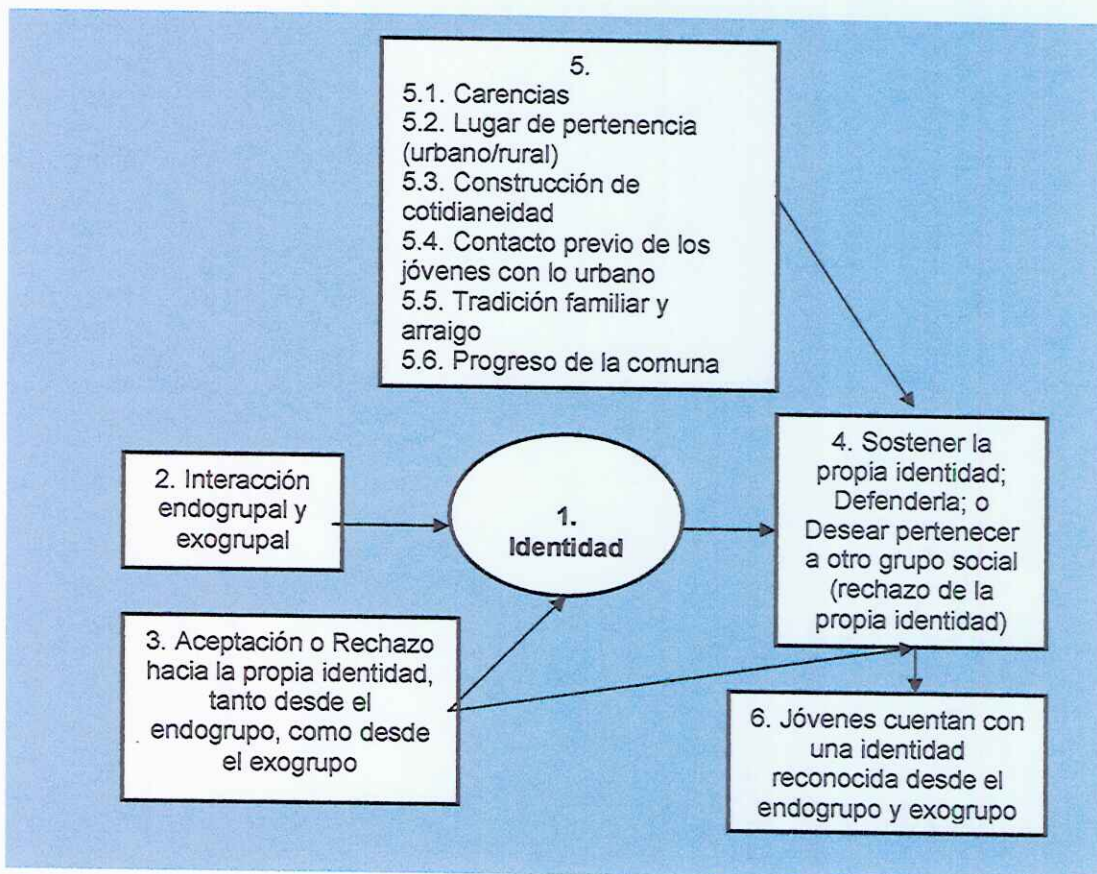 5.
5.1. Carencias
5.2. Lugar de pertenencia
(urbano/rural)
5.3. Construcción de
cotidianeidad
5.4. Contacto previo de los
jóvenes con lo urbano
5.5. Tradición familiar y
arraigo
5.6. Progreso de la comuna
2. Interacción
endogrupal y
exogrupal
1.
Identidad
4. Sostener la
propia identidad;
Defenderla; o
Desear pertenecer
a otro grupo social
(rechazo de la
propia identidad)
3. Aceptación o Rechazo
hacia la propia identidad,
tanto desde el
endogrupo, como desde
el exogrupo
6. Jóvenes cuentan con
una identidad
reconocida desde el
endogrupo y exogrupo